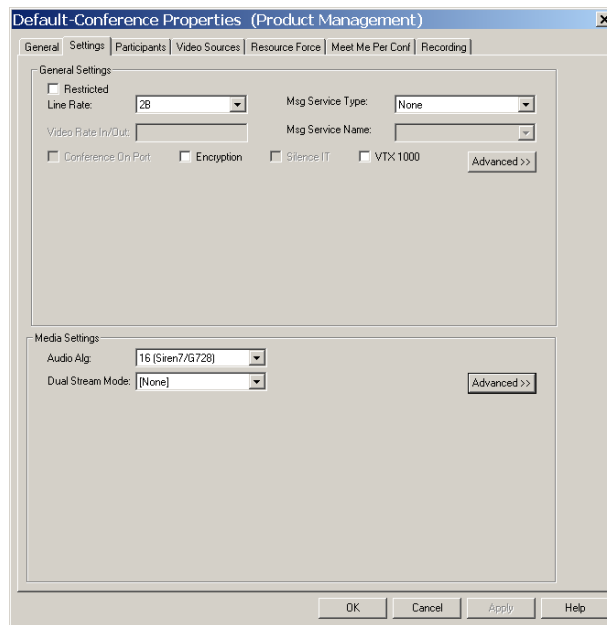 Default-Conference Properties (Product Management)
General Settings Participants Video Sources Resource Force Meet Me Per Conf Recording
General Settings
Restricted
Line Rate: 2B Msg Service Type: None
Video Rate In/Out: Msg Service Name:
Conference On Port Encryption Silence IT VTX 1000 Advanced >>
Media Settings
Audio Alg: 16 (Siren7/G728)
Dual Stream Mode: [None] Advanced >>
OK Cancel Apply Help